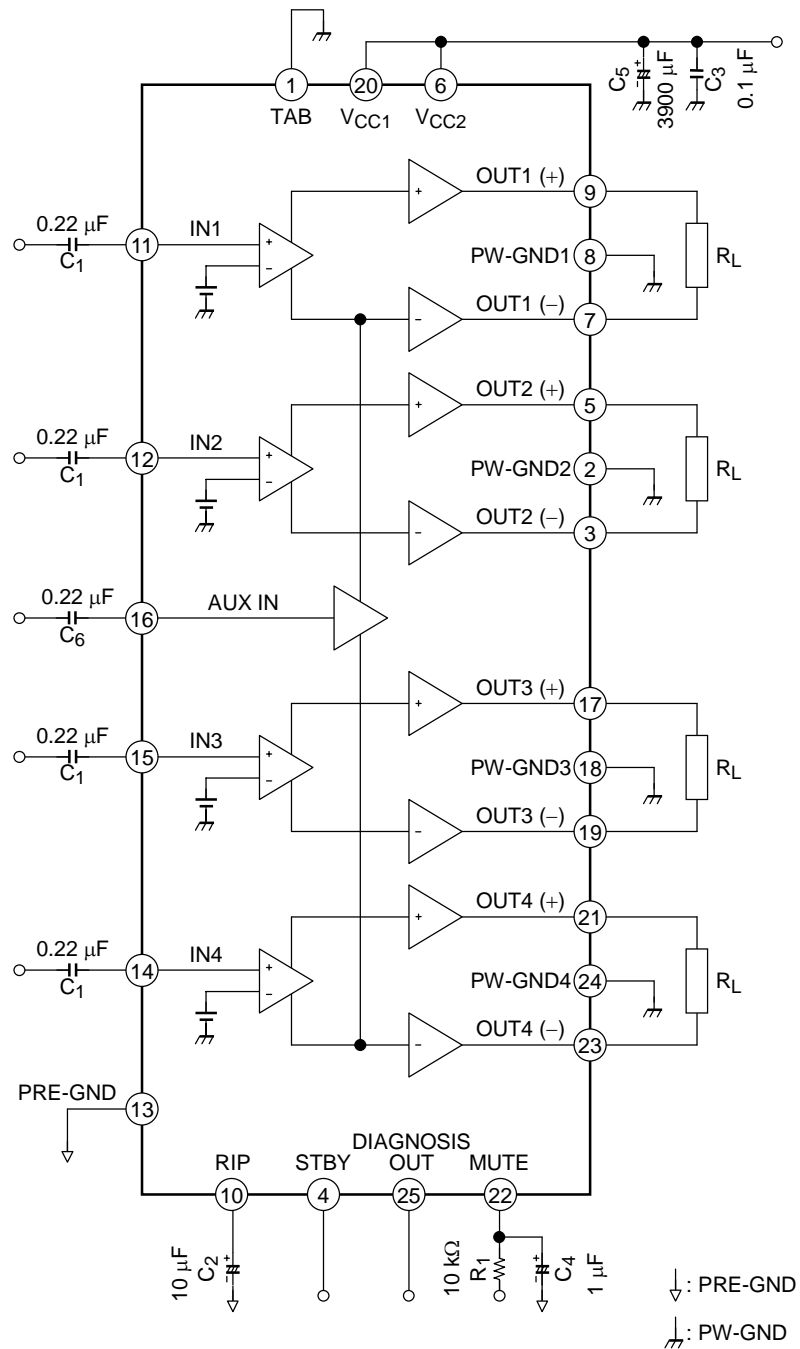 C5
3900 µF
C3
0.1 µF
1
20
6
TAB
VCC1
VCC2
0.22 µF
C1
11
IN1
+
−
+
OUT1 (+)
9
PW-GND1
8
RL
−
OUT1 (−)
7
0.22 µF
C1
12
IN2
+
−
+
OUT2 (+)
5
PW-GND2
2
RL
−
OUT2 (−)
3
0.22 µF
C6
16
AUX IN
0.22 µF
C1
15
IN3
+
−
+
OUT3 (+)
17
PW-GND3
18
RL
−
OUT3 (−)
19
0.22 µF
C1
14
IN4
+
−
+
OUT4 (+)
21
PW-GND4
24
RL
−
OUT4 (−)
23
PRE-GND
13
RIP
STBY
DIAGNOSIS
OUT
MUTE
10
4
25
22
10 µF
C2
10 kΩ
R1
C4
1 µF
: PRE-GND
: PW-GND